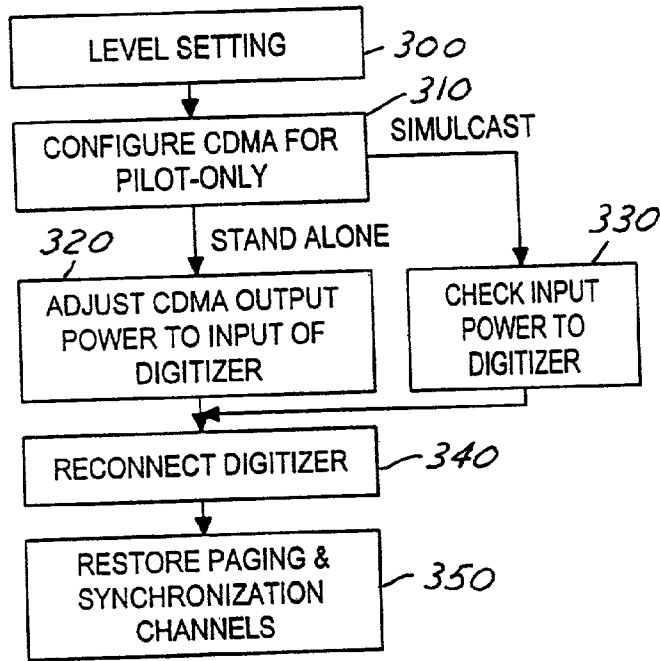 LEVEL SETTING
300
310
CONFIGURE CDMA FOR
PILOT-ONLY
SIMULCAST
320
STAND ALONE
330
ADJUST CDMA OUTPUT
POWER TO INPUT OF
DIGITIZER
CHECK INPUT
POWER TO
DIGITIZER
RECONNECT DIGITIZER
340
RESTORE PAGING &
SYNCHRONIZATION
CHANNELS
350